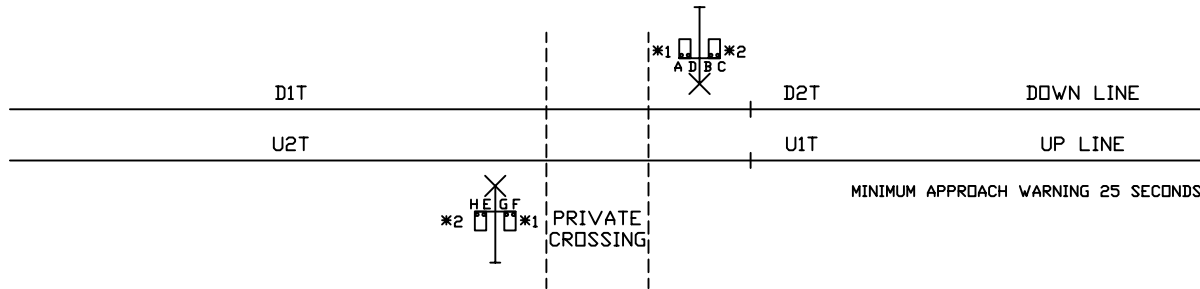 *1 *2
A D B C
D1T D2T DOWN LINE
U2T U1T UP LINE
MINIMUM APPROACH WARNING 25 SECONDS
H E G F
*2 *1 PRIVATE
CROSSING